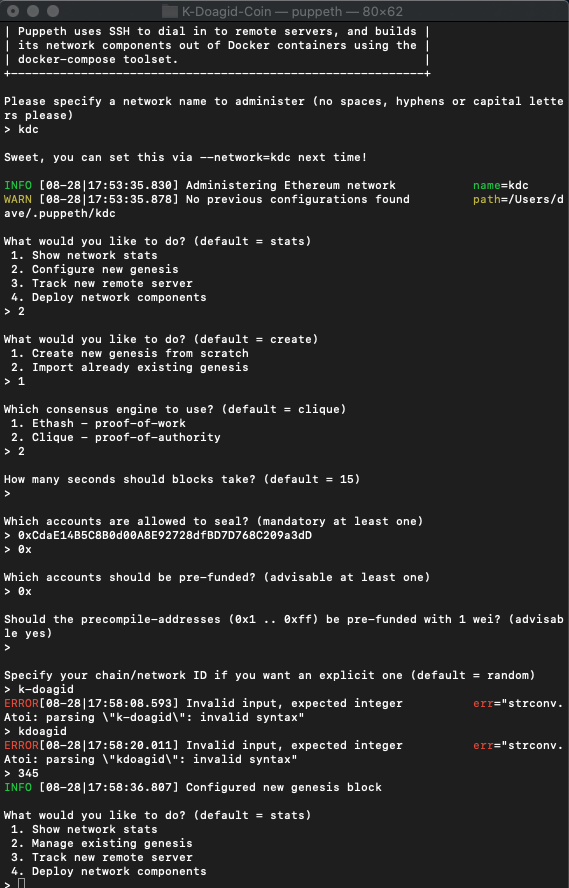 K-Doagid-Coin — puppeth — 80×62
| Puppeth uses SSH to dial in to remote servers, and builds |
| its network components out of Docker containers using the |
| docker-compose toolset. |
+-----------------------------------------------------------+
Please specify a network name to administer (no spaces, hyphens or capital lette
rs please)
> kdc
Sweet, you can set this via --network=kdc next time!
INFO [08-28|17:53:35.830] Administering Ethereum network name=kdc
WARN [08-28|17:53:35.878] No previous configurations found path=/Users/d
ave/.puppeth/kdc
What would you like to do? (default = stats)
1. Show network stats
2. Configure new genesis
3. Track new remote server
4. Deploy network components
> 2
What would you like to do? (default = create)
1. Create new genesis from scratch
2. Import already existing genesis
> 1
Which consensus engine to use? (default = clique)
1. Ethash - proof-of-work
2. Clique - proof-of-authority
> 2
How many seconds should blocks take? (default = 15)
>
Which accounts are allowed to seal? (mandatory at least one)
> 0xCdaE14B5C8B0d00A8E92728dfBD7D768C209a3dD
> 0x
Which accounts should be pre-funded? (advisable at least one)
> 0x
Should the precompile-addresses (0x1 .. 0xff) be pre-funded with 1 wei? (advisab
le yes)
>
Specify your chain/network ID if you want an explicit one (default = random)
> k-doagid
ERROR[08-28|17:58:08.593] Invalid input, expected integer err="strconv.
Atoi: parsing \"k-doagid\": invalid syntax"
> kdoagid
ERROR[08-28|17:58:20.011] Invalid input, expected integer err="strconv.
Atoi: parsing \"kdoagid\": invalid syntax"
> 345
INFO [08-28|17:58:36.807] Configured new genesis block
What would you like to do? (default = stats)
1. Show network stats
2. Manage existing genesis
3. Track new remote server
4. Deploy network components
>